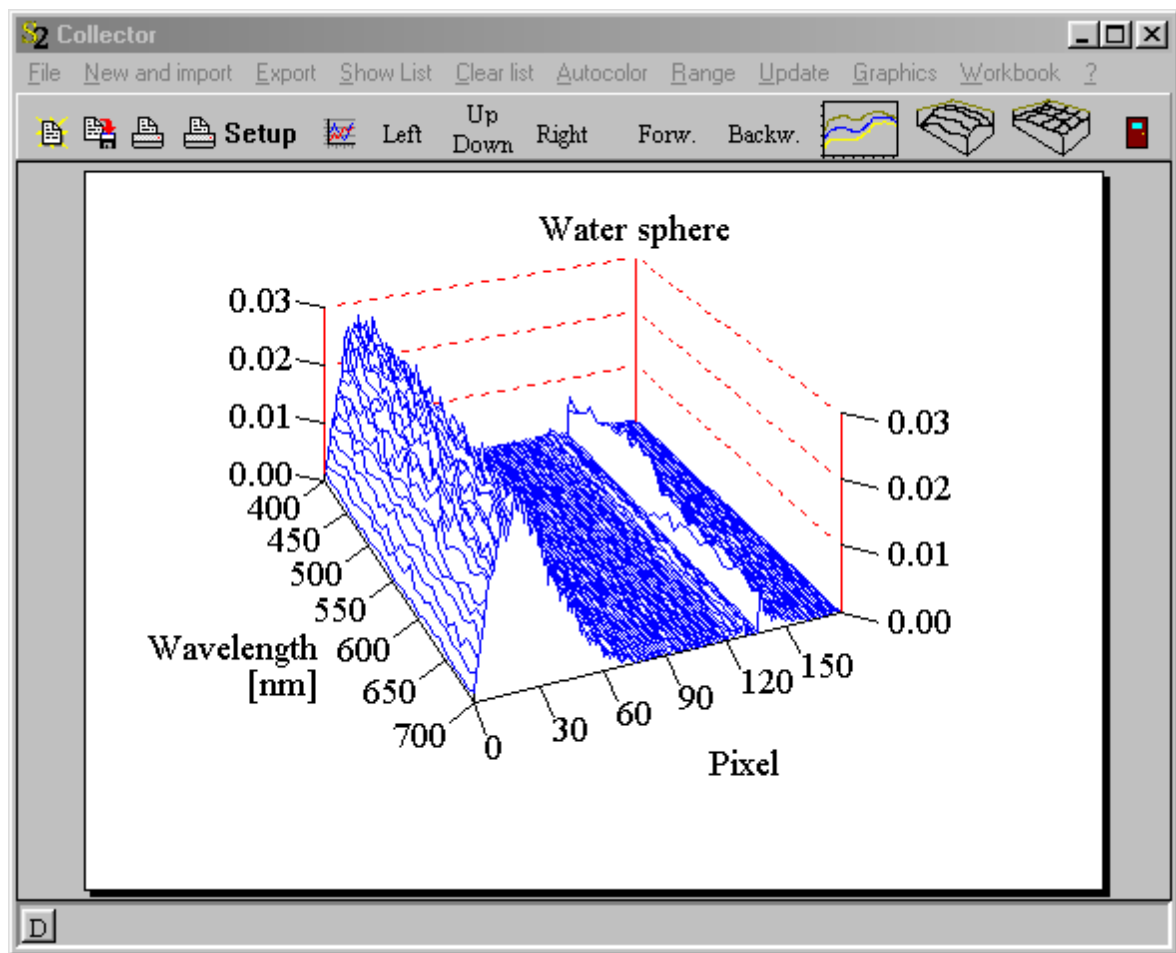 S2 Collector
File New and import Export Show List Clear list Autocolor Range Update Graphics Workbook ?
Setup Left Up Down Right Forw. Backw.
Water sphere
0.03
0.02
0.01
0.00
400
450
500
550
600
650
700
Wavelength
[nm]
0
30
60
90
120
150
Pixel
0.03
0.02
0.01
0.00
D